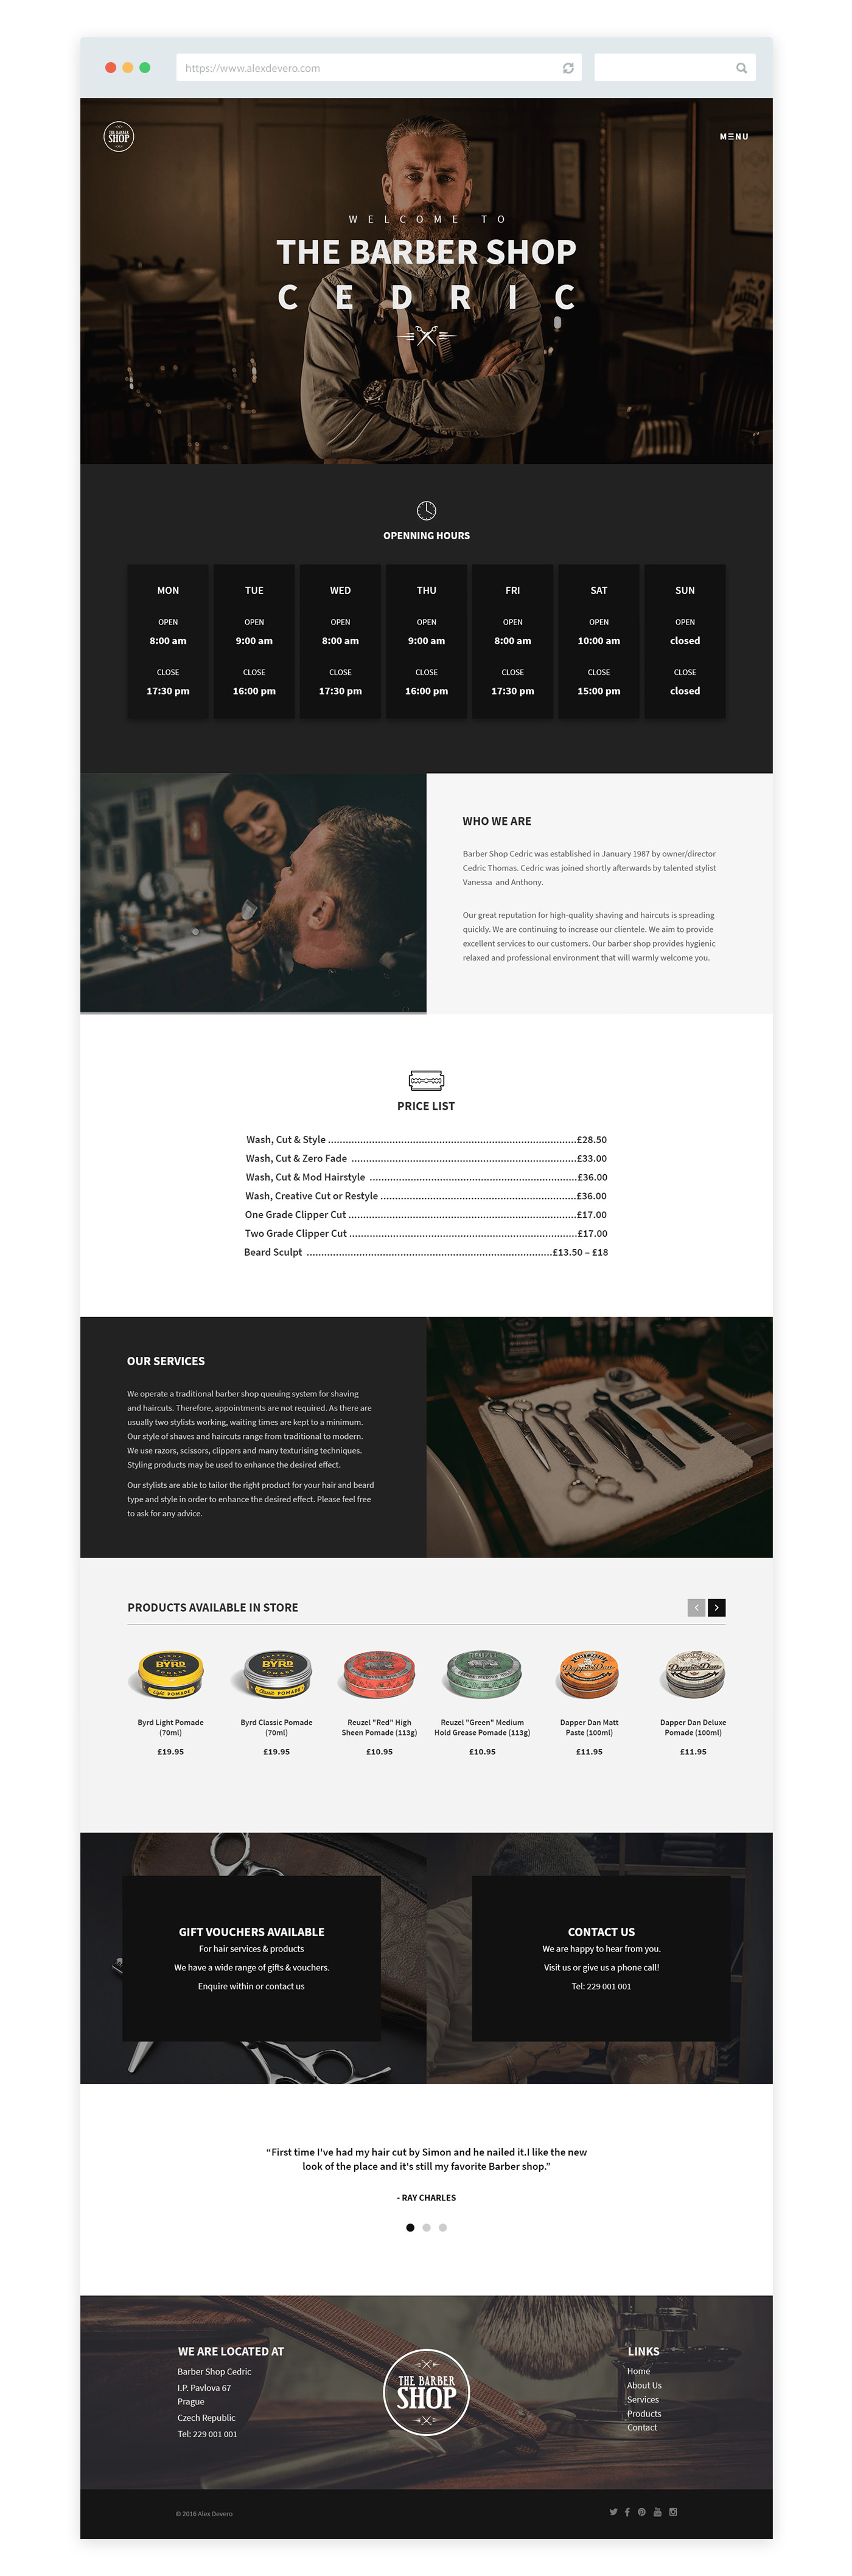 https://www.alexdevero.com
THE BARBER
SHOP
M☰NU
WELCOME TO
THE BARBER SHOP
CEDRIC
OPENNING HOURS
MON
OPEN
8:00 am
CLOSE
17:30 pm
TUE
OPEN
9:00 am
CLOSE
16:00 pm
WED
OPEN
8:00 am
CLOSE
17:30 pm
THU
OPEN
9:00 am
CLOSE
16:00 pm
FRI
OPEN
8:00 am
CLOSE
17:30 pm
SAT
OPEN
10:00 am
CLOSE
15:00 pm
SUN
OPEN
closed
CLOSE
closed
WHO WE ARE
Barber Shop Cedric was established in January 1987 by owner/director
Cedric Thomas. Cedric was joined shortly afterwards by talented stylist
Vanessa and Anthony.
Our great reputation for high-quality shaving and haircuts is spreading
quickly. We are continuing to increase our clientele. We aim to provide
excellent services to our customers. Our barber shop provides hygienic
relaxed and professional environment that will warmly welcome you.
PRICE LIST
Wash, Cut & Style ........ £28.50
Wash, Cut & Zero Fade ........ £33.00
Wash, Cut & Mod Hairstyle ........ £36.00
Wash, Creative Cut or Restyle ........ £36.00
One Grade Clipper Cut ........ £17.00
Two Grade Clipper Cut ........ £17.00
Beard Sculpt ........ £13.50 – £18
OUR SERVICES
We operate a traditional barber shop queuing system for shaving
and haircuts. Therefore, appointments are not required. As there are
usually two stylists working, waiting times are kept to a minimum.
Our style of shaves and haircuts range from traditional to modern.
We use razors, scissors, clippers and many texturising techniques.
Styling products may be used to enhance the desired effect.
Our stylists are able to tailor the right product for your hair and beard
type and style in order to enhance the desired effect. Please feel free
to ask for any advice.
PRODUCTS AVAILABLE IN STORE
LIGHT
BYRD
POMADE
Light POMADE
CLASSIC
BYRD
POMADE
Classic POMADE
REUZEL
REUZEL
Dapper Dan
Dapper Dan
Byrd Light Pomade
(70ml)
£19.95
Byrd Classic Pomade
(70ml)
£19.95
Reuzel "Red" High
Sheen Pomade (113g)
£10.95
Reuzel "Green" Medium
Hold Grease Pomade (113g)
£10.95
Dapper Dan Matt
Paste (100ml)
£11.95
Dapper Dan Deluxe
Pomade (100ml)
£11.95
GIFT VOUCHERS AVAILABLE
For hair services & products
We have a wide range of gifts & vouchers.
Enquire within or contact us
CONTACT US
We are happy to hear from you.
Visit us or give us a phone call!
Tel: 229 001 001
“First time I've had my hair cut by Simon and he nailed it.I like the new
look of the place and it's still my favorite Barber shop.”
- RAY CHARLES
WE ARE LOCATED AT
Barber Shop Cedric
I.P. Pavlova 67
Prague
Czech Republic
Tel: 229 001 001
THE BARBER
SHOP
LINKS
Home
About Us
Services
Products
Contact
© 2016 Alex Devero